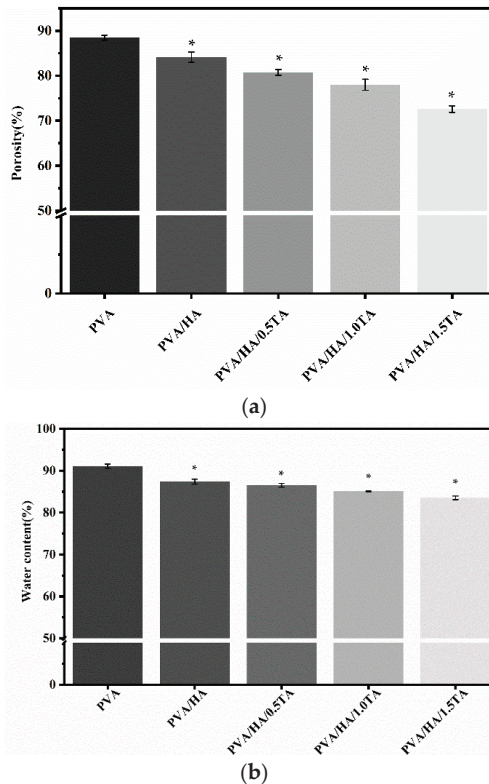 90
80
70
60
50
0
Porosity(%)
*
*
*
*
PVA
PVA/HA
PVA/HA/0.5TA
PVA/HA/1.0TA
PVA/HA/1.5TA
(a)
100
90
80
70
60
50
0
Water content(%)
*
*
*
*
PVA
PVA/HA
PVA/HA/0.5TA
PVA/HA/1.0TA
PVA/HA/1.5TA
(b)